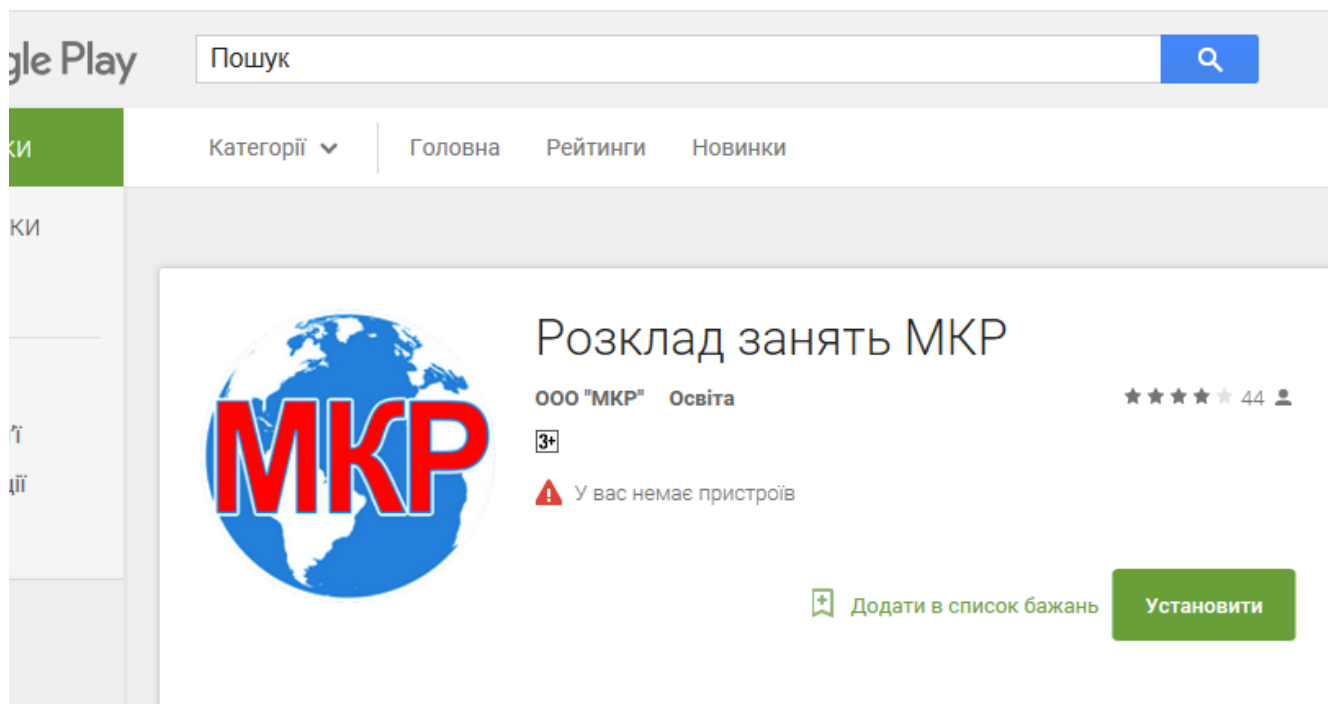 gle Play
Пошук
ки
Категорії
Головна
Рейтинги
Новинки
ки
'ї
ції
МКР
Розклад занять МКР
ООО "МКР" Освіта
44
3+
У вас немає пристроїв
Додати в список бажань
Установити